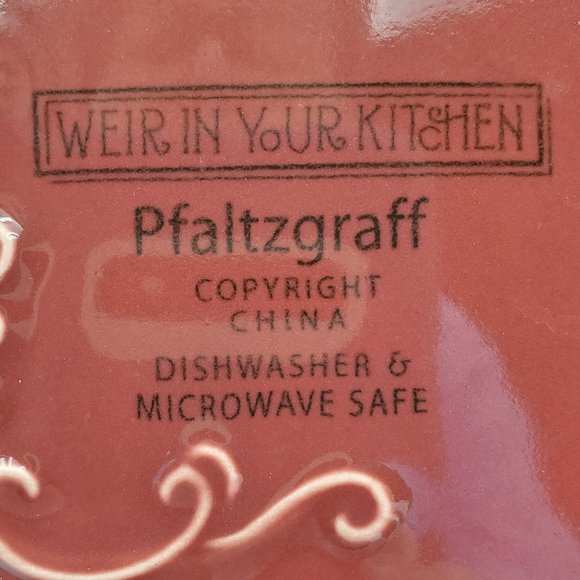 WEIR IN YOUR KITCHEN
Pfaltzgraff
COPYRIGHT
CHINA
DISHWASHER &
MICROWAVE SAFE